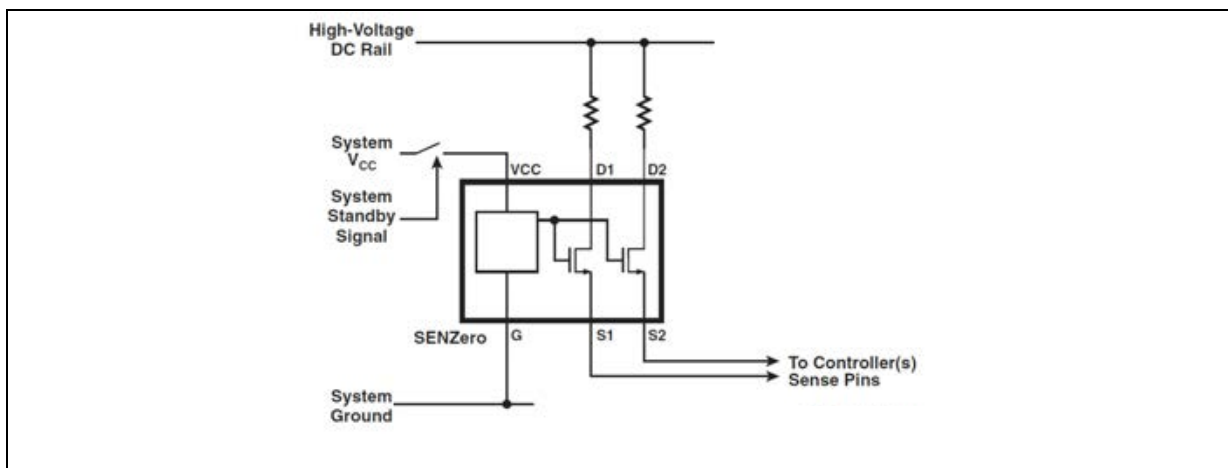 High-Voltage
DC Rail
System
VCC
System
Standby
Signal
VCC
D1
D2
SENZero
G
S1
S2
To Controller(s)
Sense Pins
System
Ground